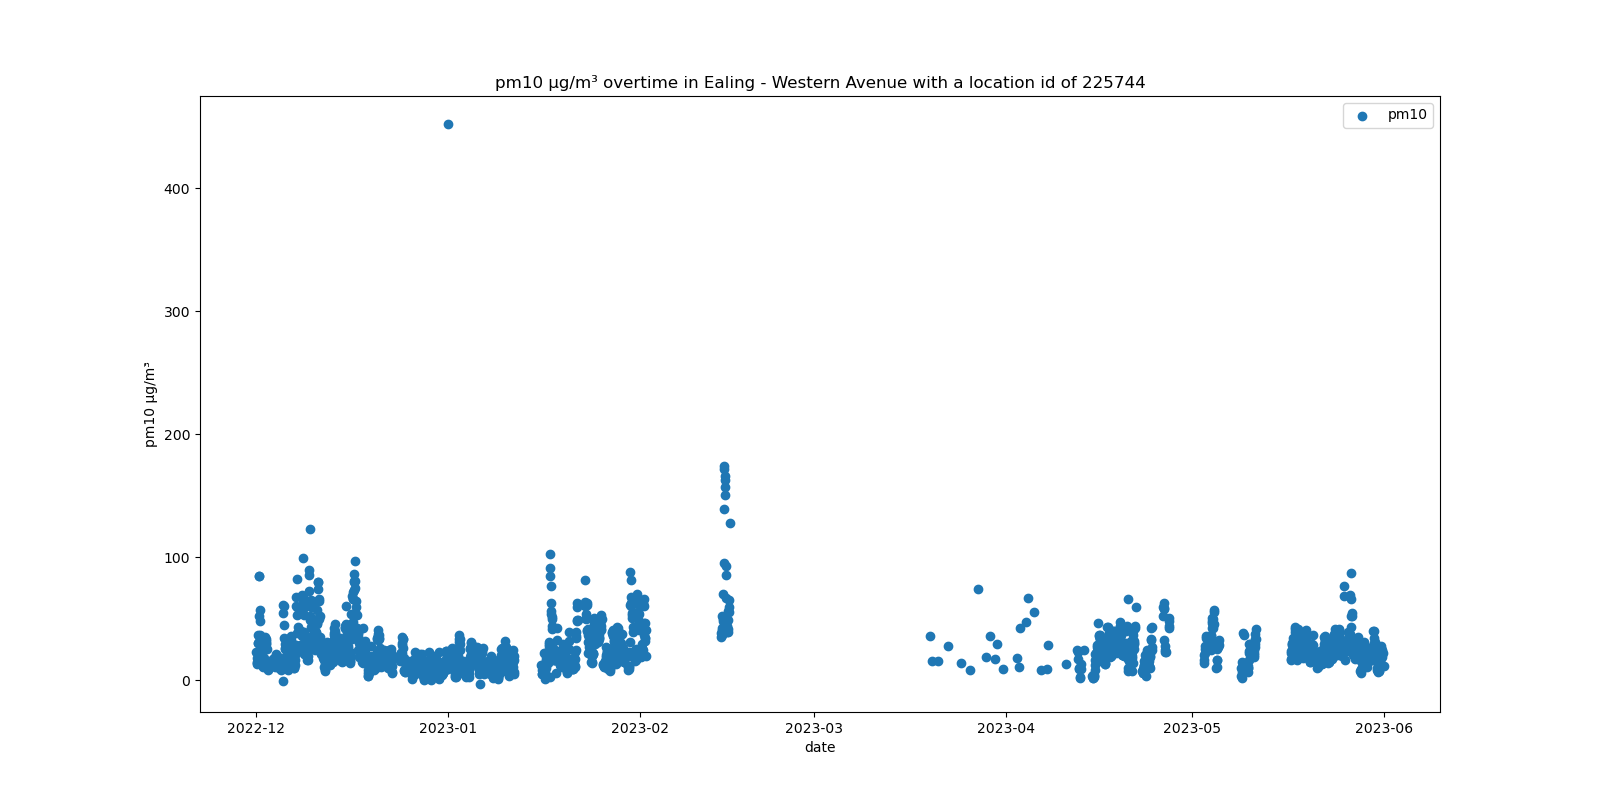 pm10 µg/m³ overtime in Ealing - Western Avenue with a location id of 225744
pm10
400
300
200
100
0
pm10 µg/m³
2022-12 2023-01 2023-02 2023-03 2023-04 2023-05 2023-06
date